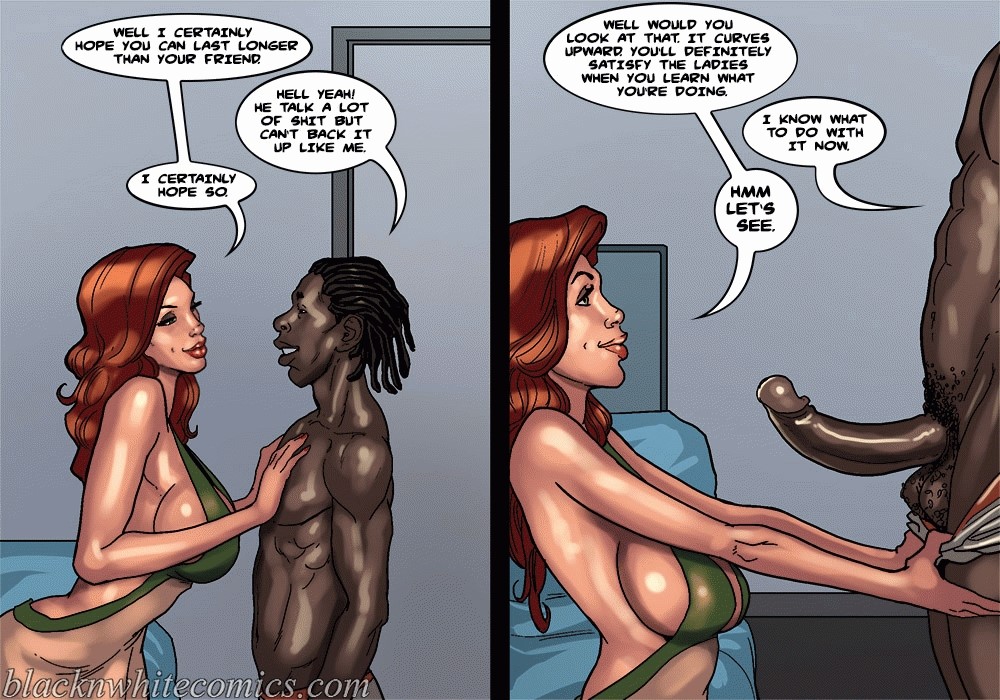 WELL I CERTAINLY
HOPE YOU CAN LAST LONGER
THAN YOUR FRIEND.
HELL YEAH!
HE TALK A LOT
OF SHIT BUT
CAN'T BACK IT
UP LIKE ME.
I CERTAINLY
HOPE SO.
WELL WOULD YOU
LOOK AT THAT. IT CURVES
UPWARD. YOU'LL DEFINITELY
SATISFY THE LADIES
WHEN YOU LEARN WHAT
YOU'RE DOING.
I KNOW WHAT
TO DO WITH
IT NOW.
HMM
LET'S
SEE.
blacknwhitecomics.com